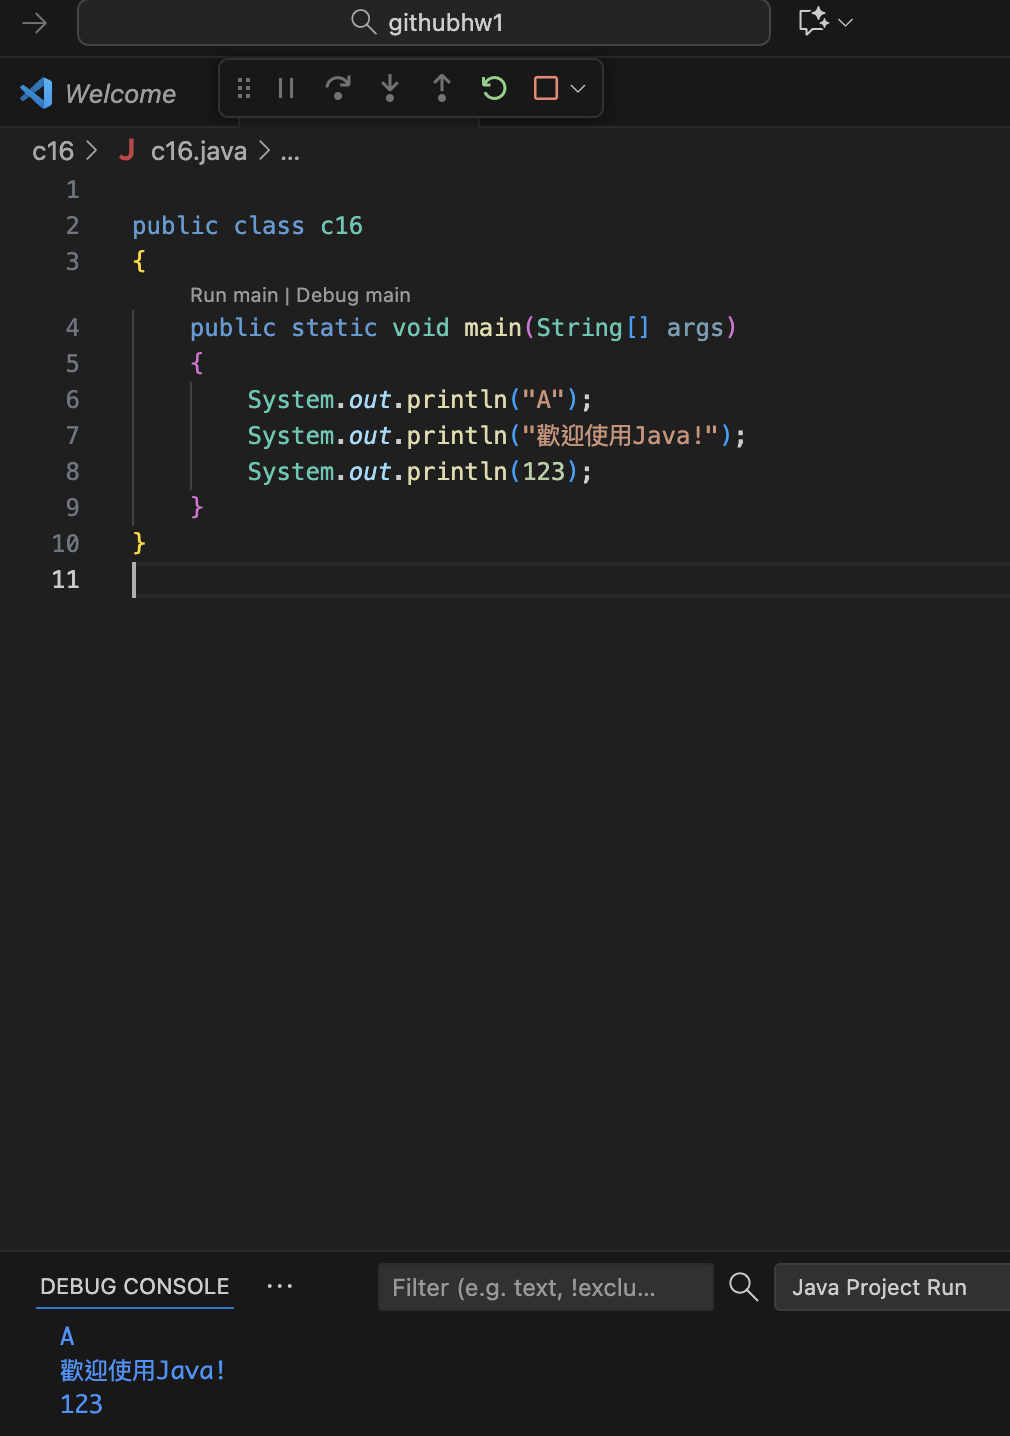 githubhw1
Welcome
c16 > J c16.java > ...
1
2 public class c16
3 {
Run main | Debug main
4 public static void main(String[] args)
5 {
6 System.out.println("A");
7 System.out.println("歡迎使用Java!");
8 System.out.println(123);
9 }
10 }
11
DEBUG CONSOLE ...
Filter (e.g. text, !exclu...
Java Project Run
A
歡迎使用Java!
123